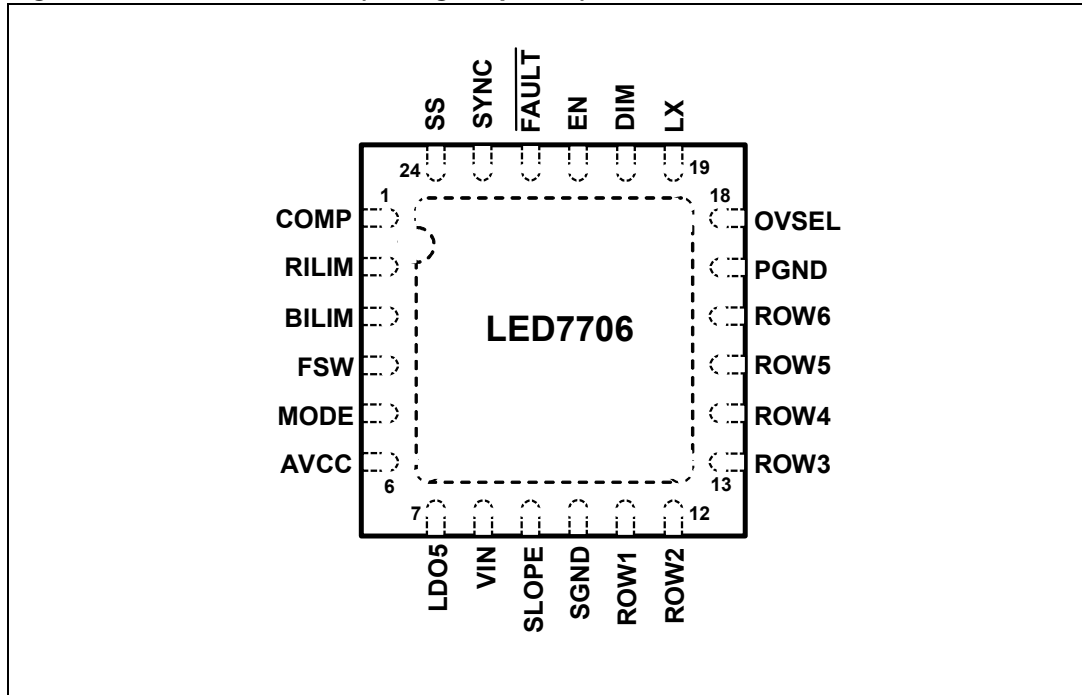 SS
SYNC
FAULT
EN
DIM
LX
24
19
1
18
COMP
OVSEL
RILIM
PGND
BILIM
ROW6
LED7706
FSW
ROW5
MODE
ROW4
AVCC
ROW3
6
13
7
12
LDO5
VIN
SLOPE
SGND
ROW1
ROW2